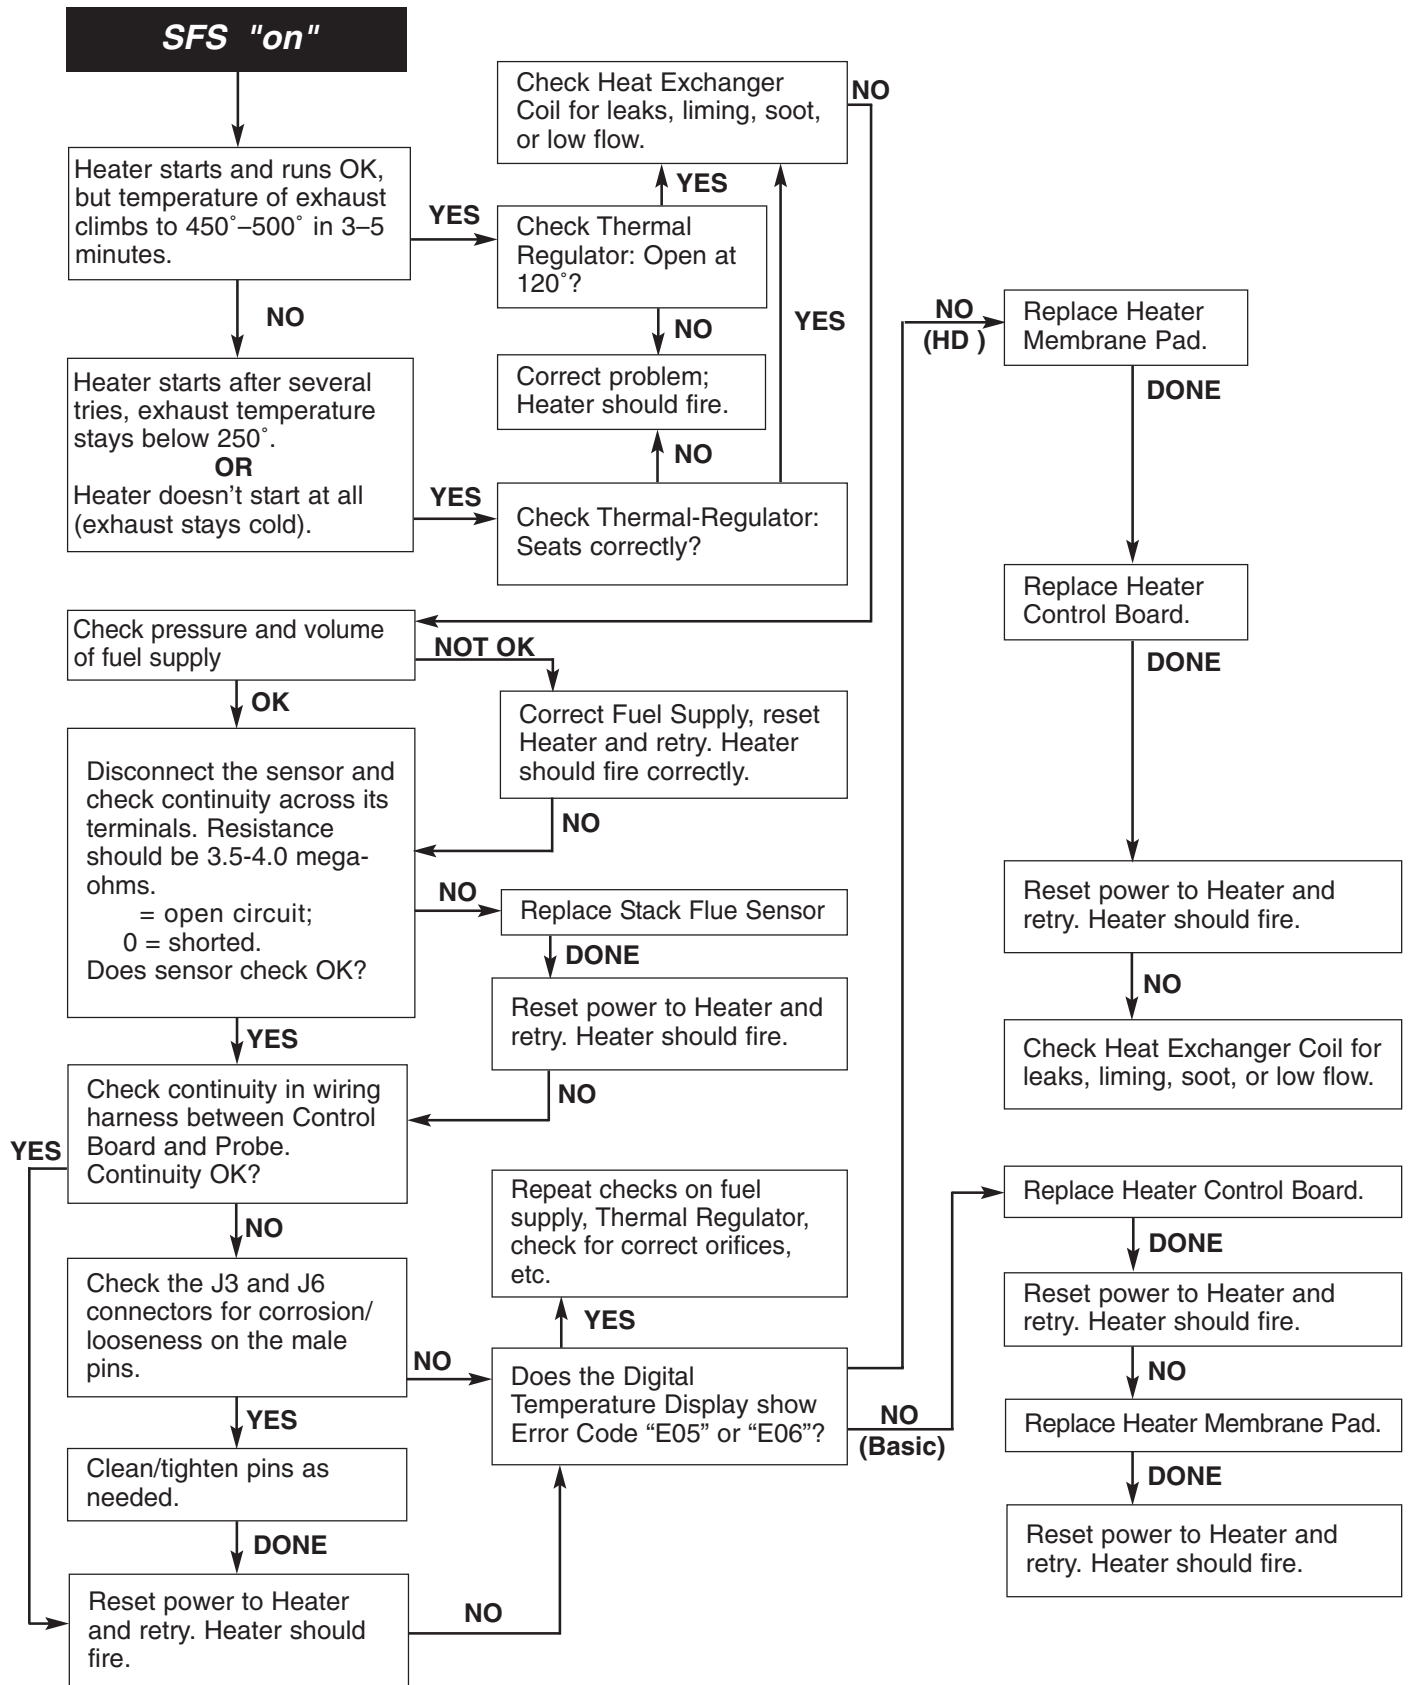 SFS "on"
Check Heat Exchanger
Coil for leaks, liming, soot,
or low flow.
NO
Heater starts and runs OK,
but temperature of exhaust
climbs to 450˚–500˚ in 3–5
minutes.
YES
YES
Check Thermal
Regulator: Open at
120˚?
NO
NO
YES
Correct problem;
Heater should fire.
NO
Heater starts after several
tries, exhaust temperature
stays below 250˚.
OR
Heater doesn't start at all
(exhaust stays cold).
YES
Check Thermal-Regulator:
Seats correctly?
NO
(HD )
Replace Heater
Membrane Pad.
DONE
Replace Heater
Control Board.
DONE
Reset power to Heater and
retry. Heater should fire.
NO
Check Heat Exchanger Coil for
leaks, liming, soot, or low flow.
Check pressure and volume
of fuel supply
NOT OK
OK
Correct Fuel Supply, reset
Heater and retry. Heater
should fire correctly.
NO
Disconnect the sensor and
check continuity across its
terminals. Resistance
should be 3.5-4.0 mega-
ohms.
= open circuit;
0 = shorted.
Does sensor check OK?
NO
Replace Stack Flue Sensor
DONE
Reset power to Heater and
retry. Heater should fire.
NO
YES
Check continuity in wiring
harness between Control
Board and Probe.
Continuity OK?
YES
NO
Check the J3 and J6
connectors for corrosion/
looseness on the male
pins.
NO
YES
Clean/tighten pins as
needed.
DONE
Reset power to Heater
and retry. Heater should
fire.
NO
Repeat checks on fuel
supply, Thermal Regulator,
check for correct orifices,
etc.
YES
Does the Digital
Temperature Display show
Error Code “E05” or “E06”?
NO
(Basic)
Replace Heater Control Board.
DONE
Reset power to Heater and
retry. Heater should fire.
NO
Replace Heater Membrane Pad.
DONE
Reset power to Heater and
retry. Heater should fire.